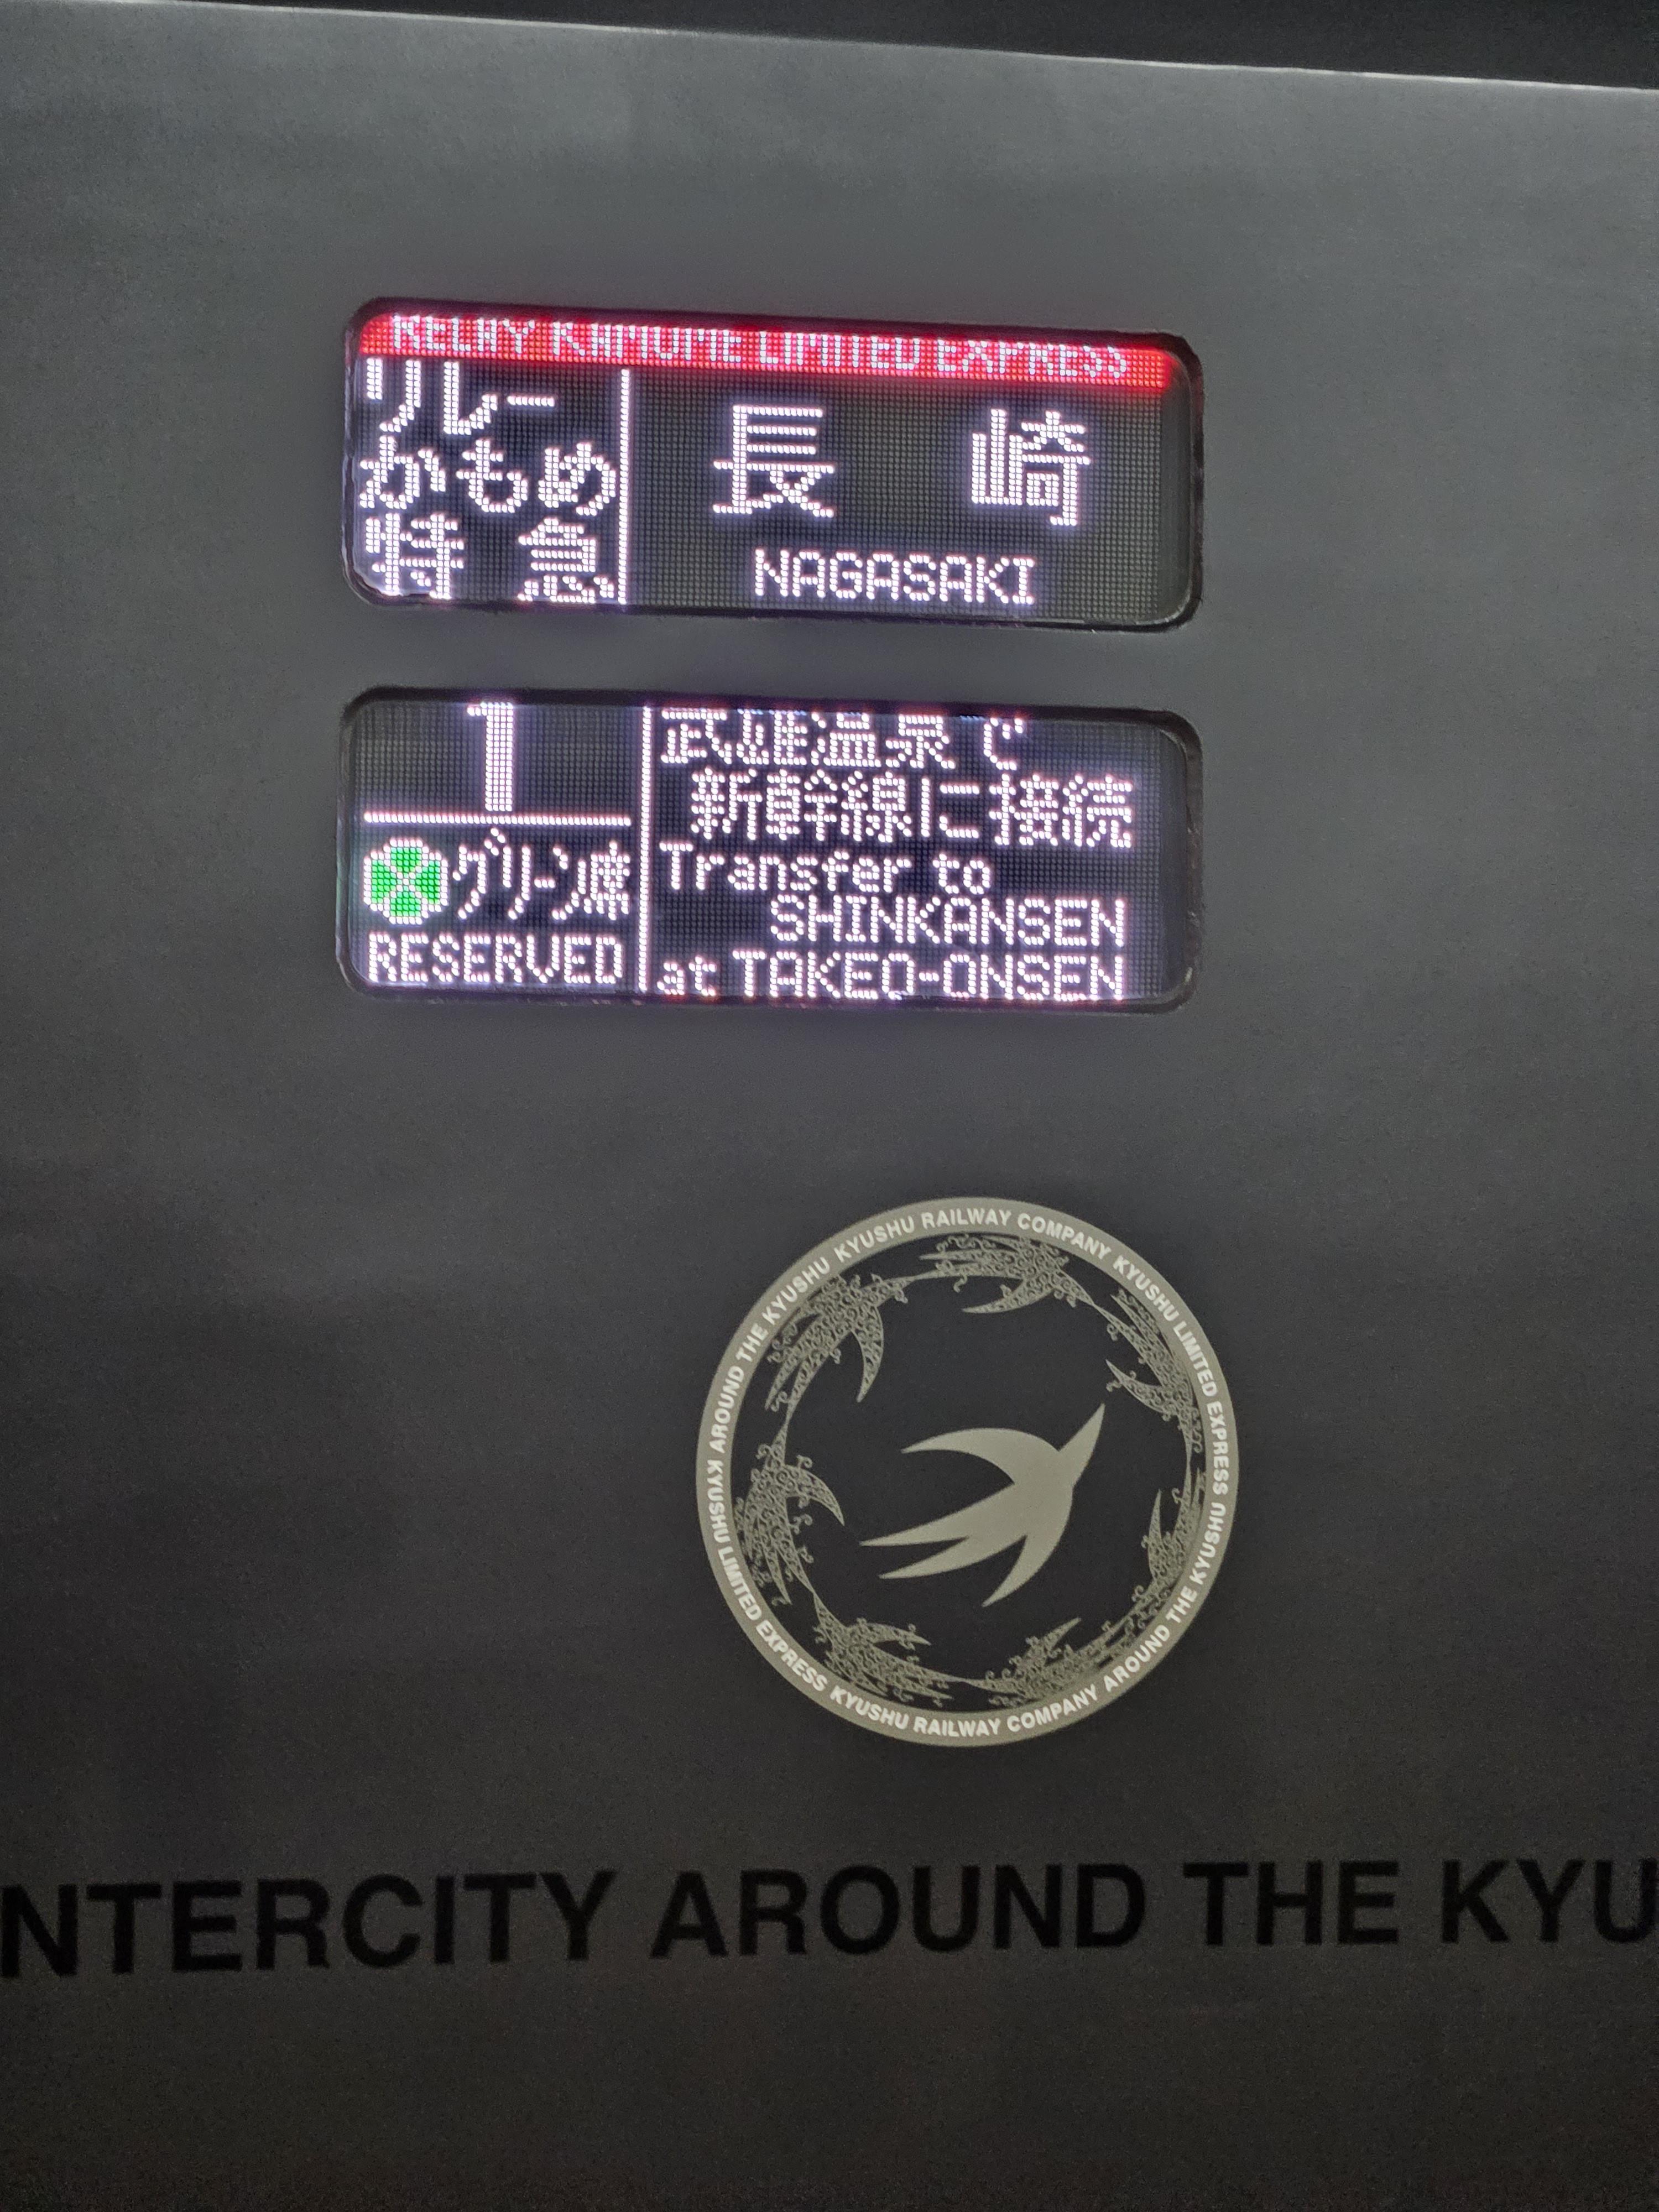 RELAY KAMOME LIMITED EXPRESS
リレー
かもめ
特急
長崎
NAGASAKI
1
グリーン席
RESERVED
武雄温泉で
新幹線に接続
Transfer to
SHINKANSEN
at TAKEO-ONSEN
AROUND THE KYUSHU KYUSHU RAILWAY COMPANY KYUSHU LIMITED EXPRESS
AROUND THE KYUSHU KYUSHU RAILWAY COMPANY KYUSHU LIMITED EXPRESS
NTERCITY AROUND THE KYU